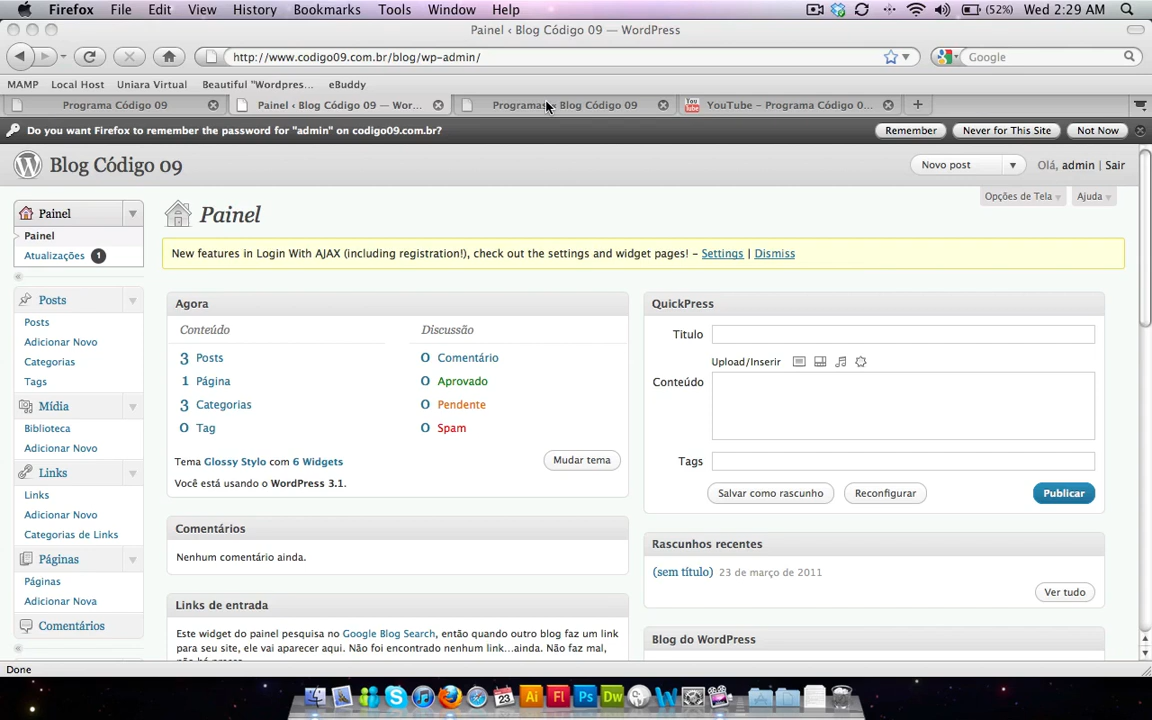 Firefox File Edit View History Bookmarks Tools Window Help (52%) Wed 2:29 AM
Painel ‹ Blog Código 09 — WordPress
http://www.codigo09.com.br/blog/wp-admin/ Google
MAMP Local Host Uniara Virtual Beautiful "Wordpres... eBuddy
Programa Código 09 Painel ‹ Blog Código 09 — Wor... Programas Blog Código 09 YouTube – Programa Código 0...
Do you want Firefox to remember the password for "admin" on codigo09.com.br? Remember Never for This Site Not Now
Blog Código 09 Novo post Olá, admin | Sair
Opções de Tela Ajuda
Painel
Painel
Painel
Atualizações 1
New features in Login With AJAX (including registration!), check out the settings and widget pages! – Settings | Dismiss
Posts
Posts
Adicionar Novo
Categorias
Tags
Mídia
Biblioteca
Adicionar Novo
Links
Links
Adicionar Novo
Categorias de Links
Páginas
Páginas
Adicionar Nova
Comentários
Agora
Conteúdo Discussão
3 Posts 0 Comentário
1 Página 0 Aprovado
3 Categorias 0 Pendente
0 Tag 0 Spam
Tema Glossy Stylo com 6 Widgets Mudar tema
Você está usando o WordPress 3.1.
Comentários
Nenhum comentário ainda.
Links de entrada
Este widget do painel pesquisa no Google Blog Search, então quando outro blog faz um link
para seu site, ele vai aparecer aqui. Não foi encontrado nenhum link...ainda. Não faz mal,
QuickPress
Titulo
Upload/Inserir
Conteúdo
Tags
Salvar como rascunho Reconfigurar Publicar
Rascunhos recentes
(sem título) 23 de março de 2011
Ver tudo
Blog do WordPress
Done
23 Ai Fl Ps Dw